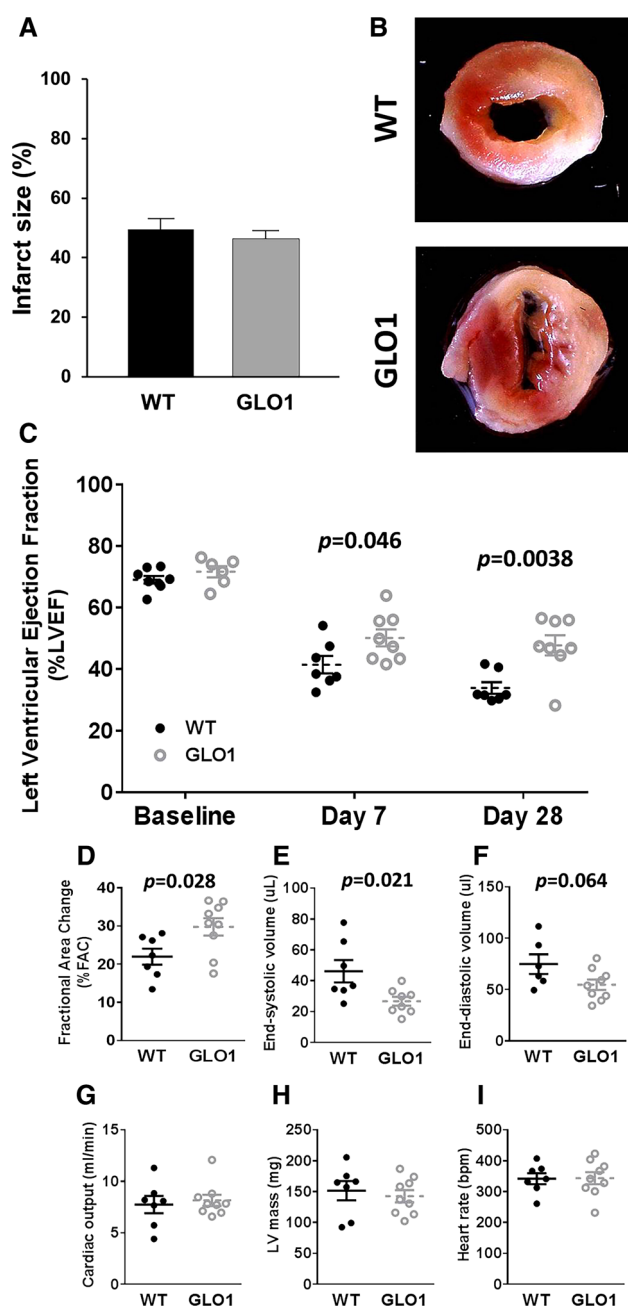 A
Infarct size (%)
100
80
60
40
20
0
WT
GLO1
B
WT
GLO1
C
Left Ventricular Ejection Fraction
(%LVEF)
100
80
60
40
20
0
p=0.046
p=0.0038
WT
GLO1
Baseline
Day 7
Day 28
D
p=0.028
Fractional Area Change
(%FAC)
40
30
20
10
0
WT
GLO1
E
p=0.021
End-systolic volume (uL)
100
80
60
40
20
0
WT
GLO1
F
p=0.064
End-diastolic volume (ul)
150
100
50
0
WT
GLO1
G
Cardiac output (ml/min)
15
10
5
0
WT
GLO1
H
LV mass (mg)
250
200
150
100
50
0
WT
GLO1
I
Heart rate (bpm)
500
400
300
200
100
0
WT
GLO1